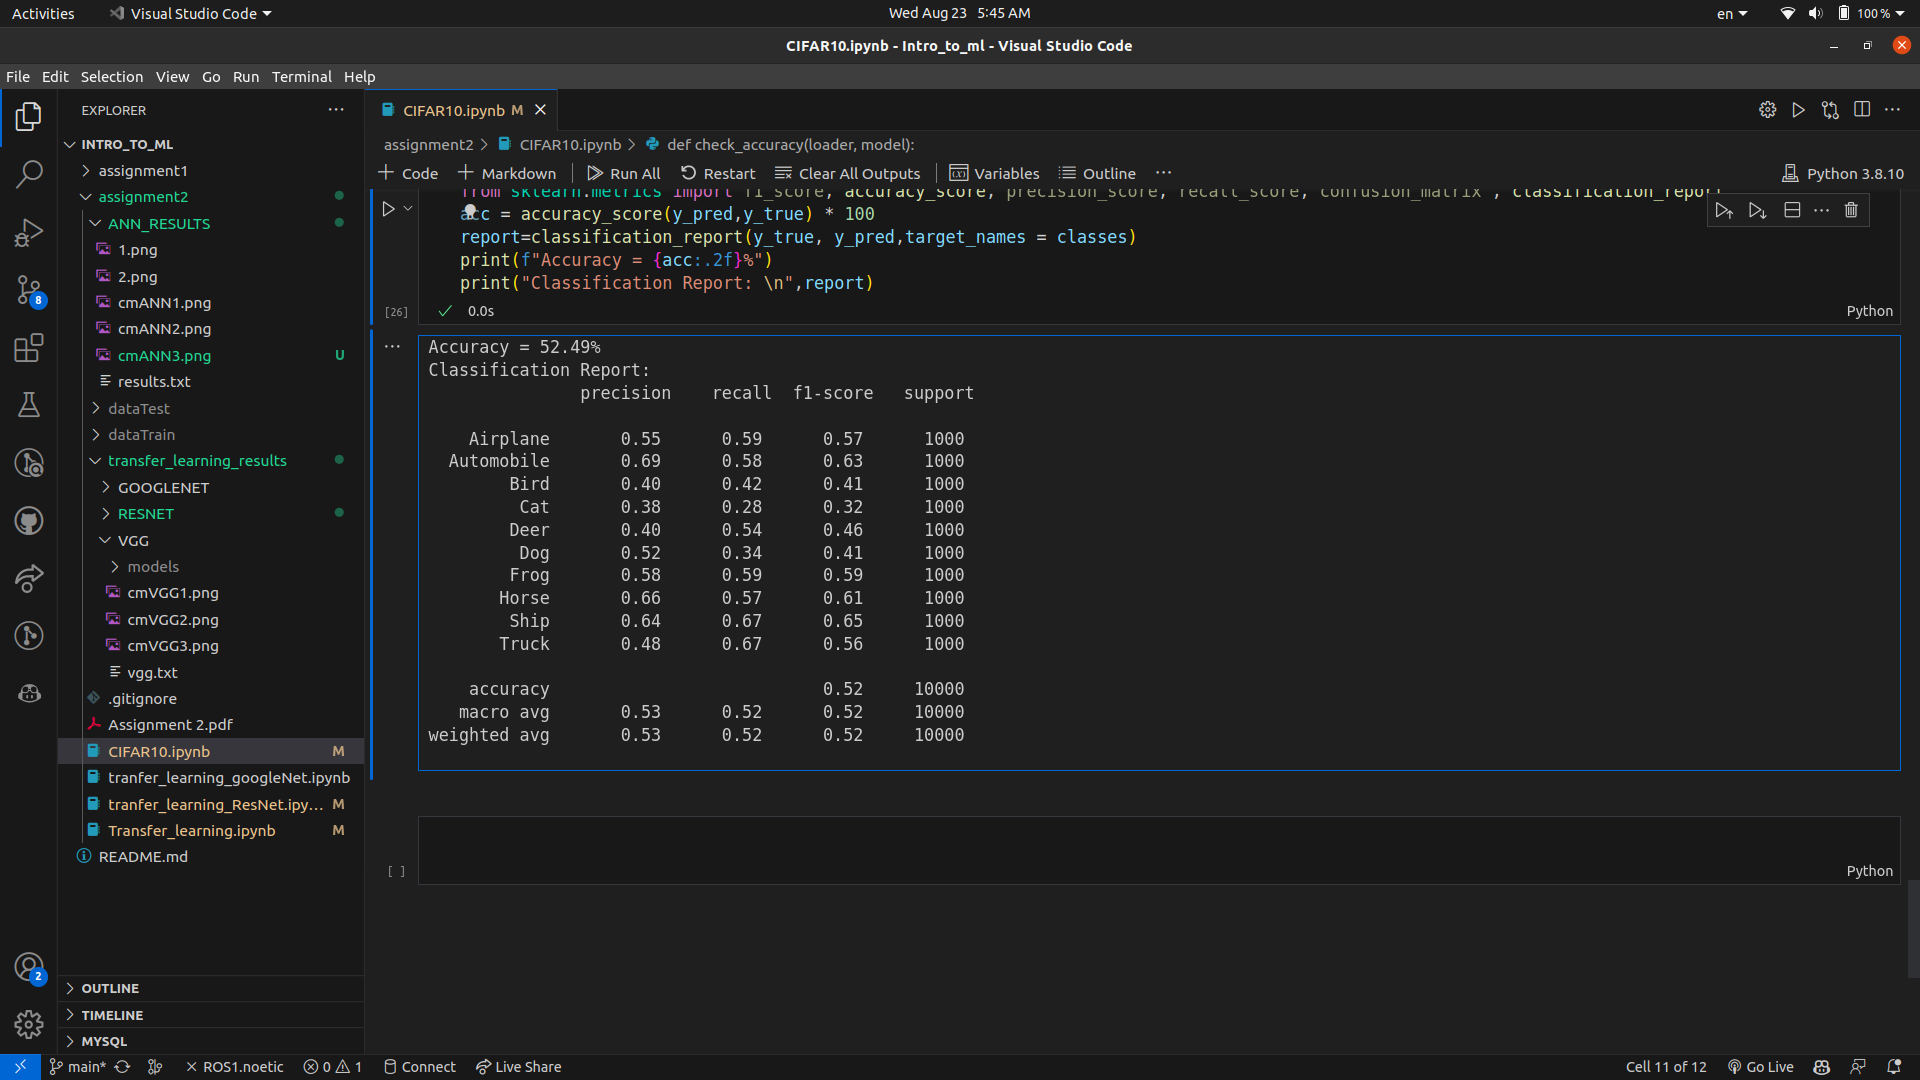 Activities Visual Studio Code Wed Aug 23 5:45 AM en 100 %
CIFAR10.ipynb - Intro_to_ml - Visual Studio Code
File Edit Selection View Go Run Terminal Help
EXPLORER
INTRO_TO_ML
assignment1
assignment2
ANN_RESULTS
1.png
2.png
cmANN1.png
cmANN2.png
cmANN3.png U
results.txt
dataTest
dataTrain
transfer_learning_results
GOOGLENET
RESNET
VGG
models
cmVGG1.png
cmVGG2.png
cmVGG3.png
vgg.txt
.gitignore
Assignment 2.pdf
CIFAR10.ipynb M
tranfer_learning_googleNet.ipynb
tranfer_learning_ResNet.ipy... M
Transfer_learning.ipynb M
README.md
OUTLINE
TIMELINE
MYSQL
8
2
CIFAR10.ipynb M
assignment2 > CIFAR10.ipynb > def check_accuracy(loader, model):
+ Code + Markdown Run All Restart Clear All Outputs Variables Outline ... Python 3.8.10
from sklearn.metrics import f1_score, accuracy_score, precision_score, recall_score, confusion_matrix , classification_report
acc = accuracy_score(y_pred,y_true) * 100
report=classification_report(y_true, y_pred,target_names = classes)
print(f"Accuracy = {acc:.2f}%")
print("Classification Report: \n",report)
[26] 0.0s Python
Accuracy = 52.49%
Classification Report:
precision recall f1-score support
Airplane 0.55 0.59 0.57 1000
Automobile 0.69 0.58 0.63 1000
Bird 0.40 0.42 0.41 1000
Cat 0.38 0.28 0.32 1000
Deer 0.40 0.54 0.46 1000
Dog 0.52 0.34 0.41 1000
Frog 0.58 0.59 0.59 1000
Horse 0.66 0.57 0.61 1000
Ship 0.64 0.67 0.65 1000
Truck 0.48 0.67 0.56 1000
accuracy 0.52 10000
macro avg 0.53 0.52 0.52 10000
weighted avg 0.53 0.52 0.52 10000
[ ] Python
main* ROS1.noetic 0 1 Connect Live Share Cell 11 of 12 Go Live